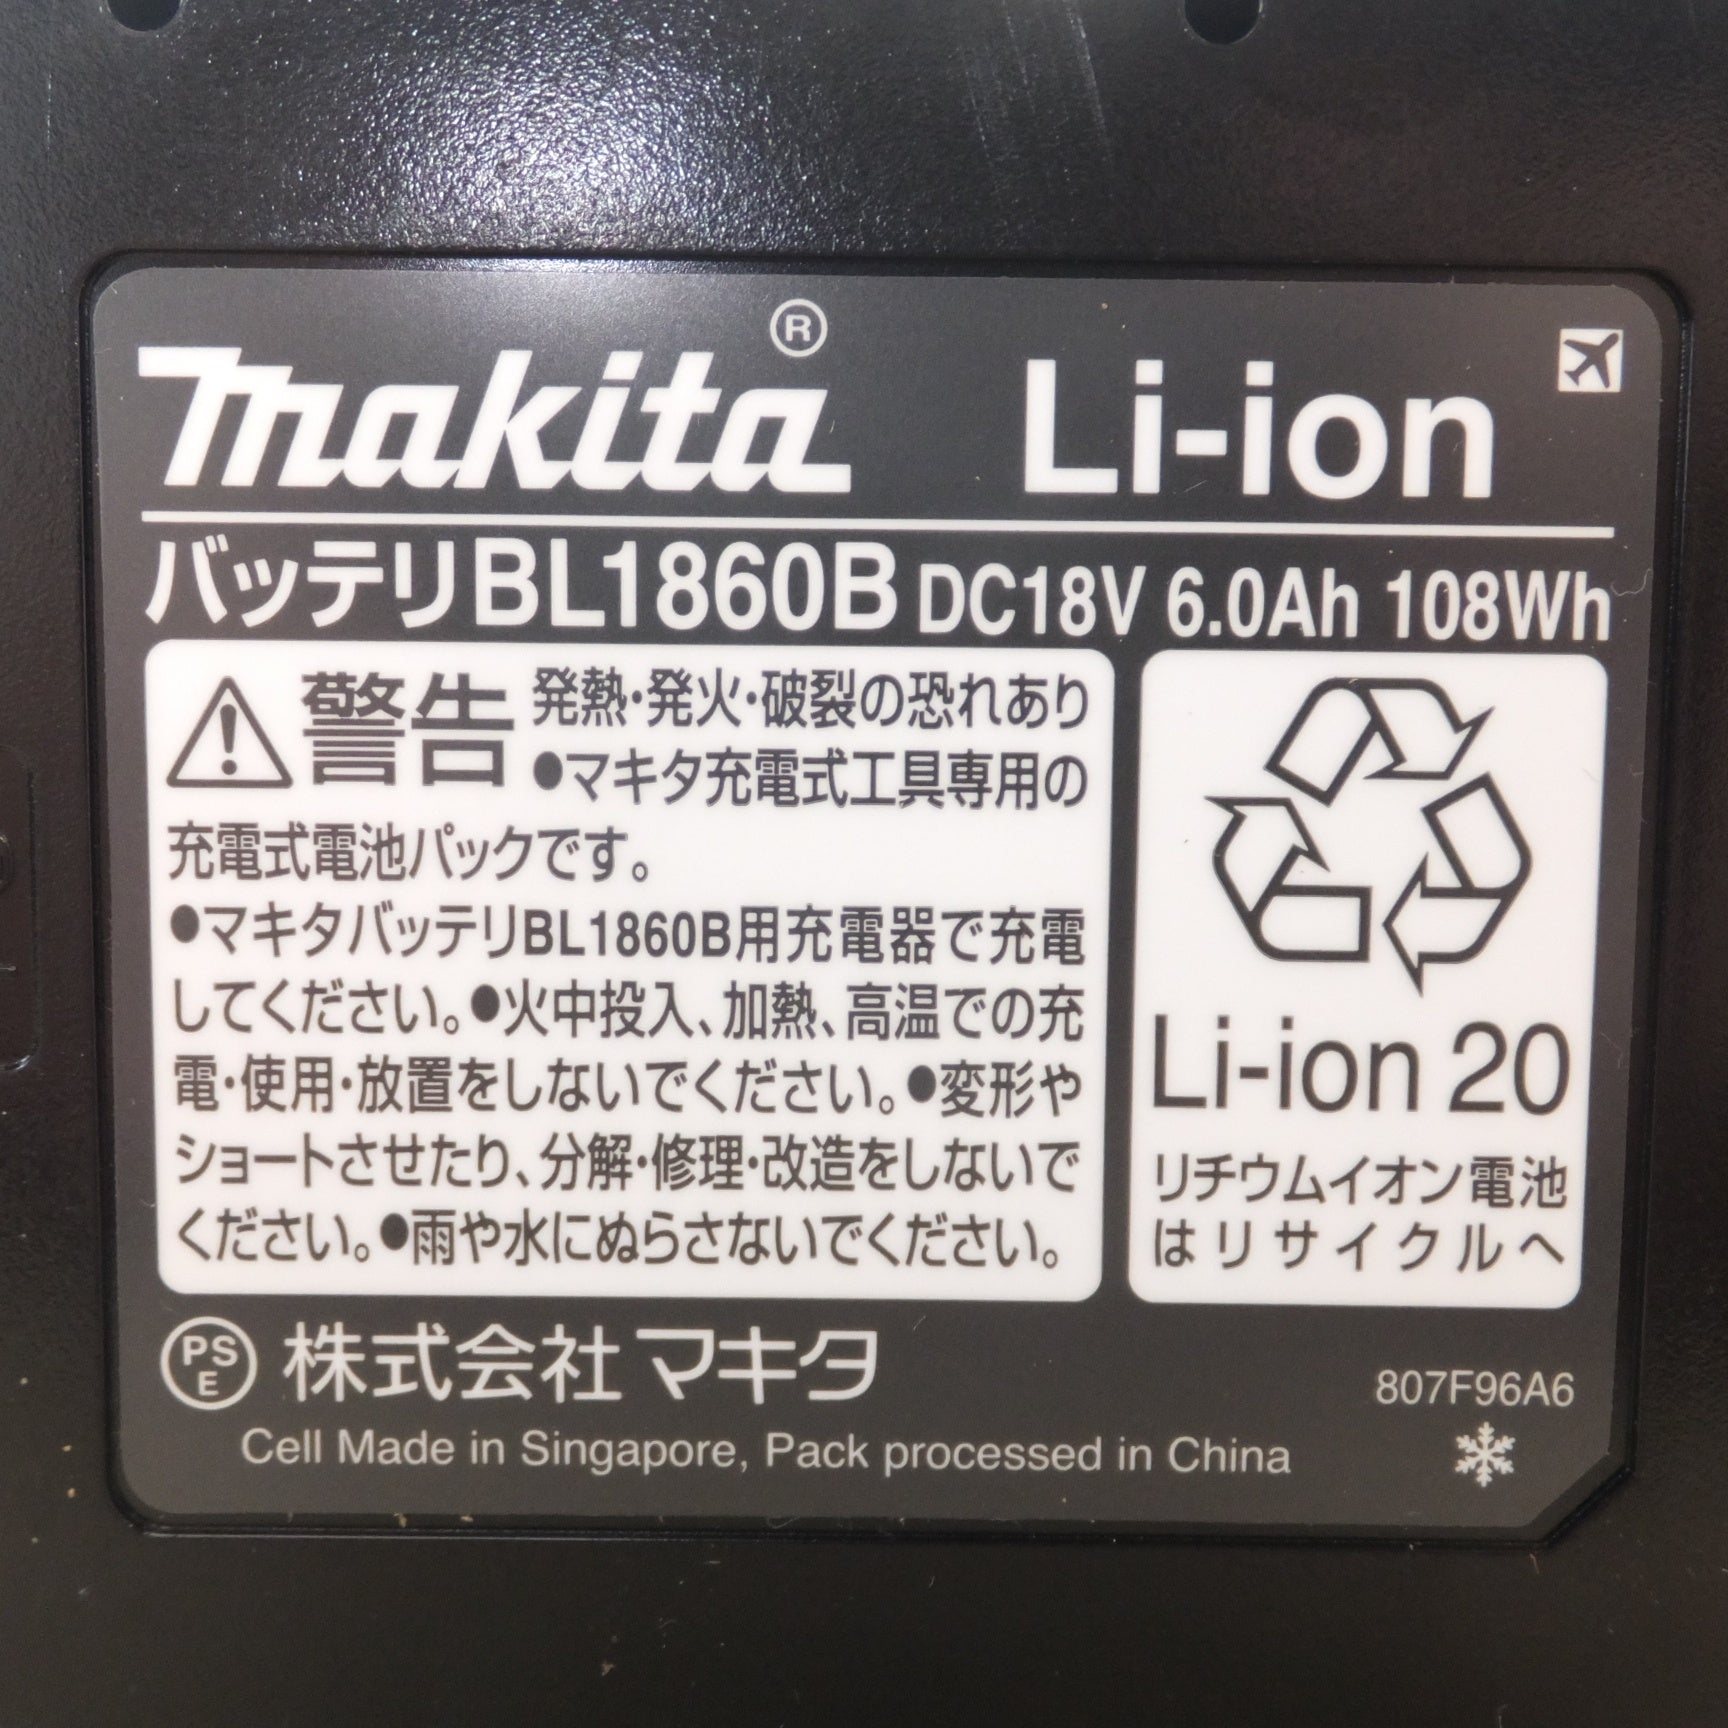 makita® Li-ion
バッテリBL1860B DC18V 6.0Ah 108Wh
警告 発熱・発火・破裂の恐れあり
●マキタ充電式工具専用の
充電式電池パックです。
●マキタバッテリBL1860B用充電器で充電
してください。●火中投入、加熱、高温での充
電・使用・放置をしないでください。●変形や
ショートさせたり、分解・修理・改造をしないで
ください。●雨や水にぬらさないでください。
Li-ion 20
リチウムイオン電池
はリサイクルへ
PS
E
株式会社マキタ
807F96A6
Cell Made in Singapore, Pack processed in China